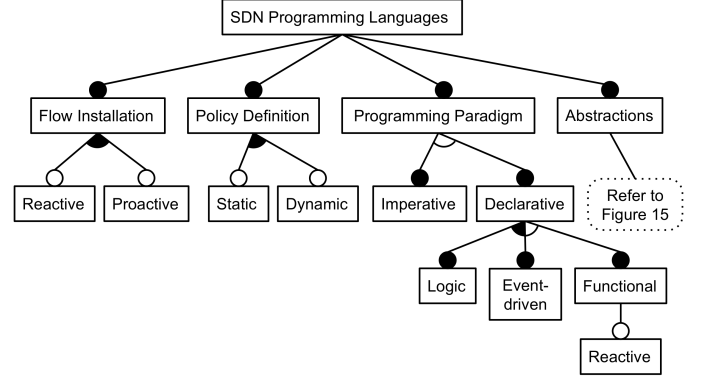 SDN Programming Languages
Flow Installation
Policy Definition
Programming Paradigm
Abstractions
Reactive
Proactive
Static
Dynamic
Imperative
Declarative
Refer to
Figure 15
Logic
Event-
driven
Functional
Reactive